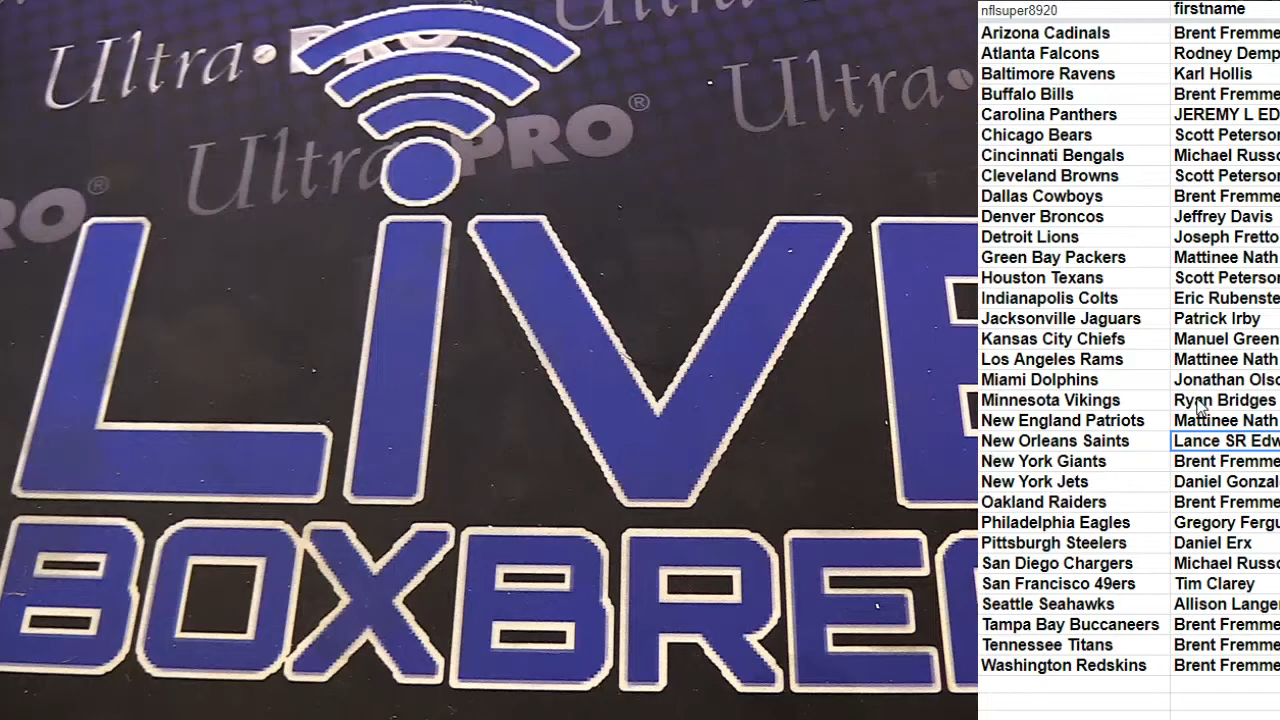 Ultra
Ultra•PRO
Ultra PRO®
Ultra•
RO®
LiVE
BOXBRE
nflsuper8920 firstname
Arizona Cadinals Brent Fremme
Atlanta Falcons Rodney Demp
Baltimore Ravens Karl Hollis
Buffalo Bills Brent Fremme
Carolina Panthers JEREMY L ED
Chicago Bears Scott Peterson
Cincinnati Bengals Michael Russo
Cleveland Browns Scott Peterson
Dallas Cowboys Brent Fremme
Denver Broncos Jeffrey Davis
Detroit Lions Joseph Fretto
Green Bay Packers Mattinee Nath
Houston Texans Scott Peterson
Indianapolis Colts Eric Rubenste
Jacksonville Jaguars Patrick Irby
Kansas City Chiefs Manuel Green
Los Angeles Rams Mattinee Nath
Miami Dolphins Jonathan Olso
Minnesota Vikings Ryan Bridges
New England Patriots Mattinee Nath
New Orleans Saints Lance SR Edw
New York Giants Brent Fremme
New York Jets Daniel Gonzal
Oakland Raiders Brent Fremme
Philadelphia Eagles Gregory Fergu
Pittsburgh Steelers Daniel Erx
San Diego Chargers Michael Russo
San Francisco 49ers Tim Clarey
Seattle Seahawks Allison Langer
Tampa Bay Buccaneers Brent Fremme
Tennessee Titans Brent Fremme
Washington Redskins Brent Fremme